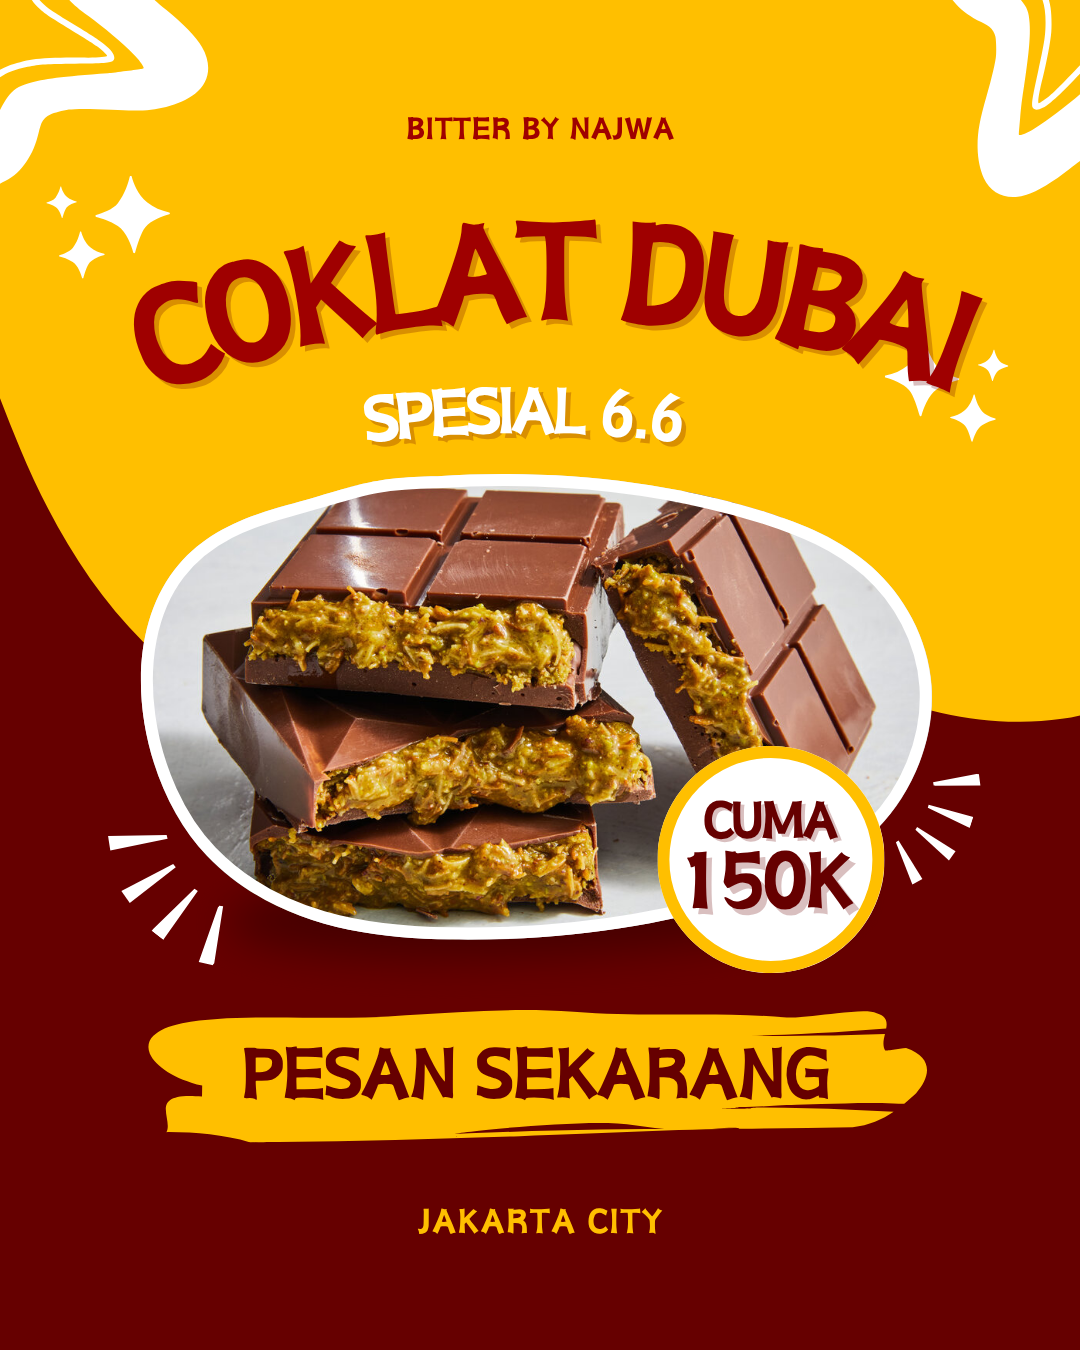 BITTER BY NAJWA
COKLAT DUBAI
SPESIAL 6.6
CUMA
150K
PESAN SEKARANG
JAKARTA CITY